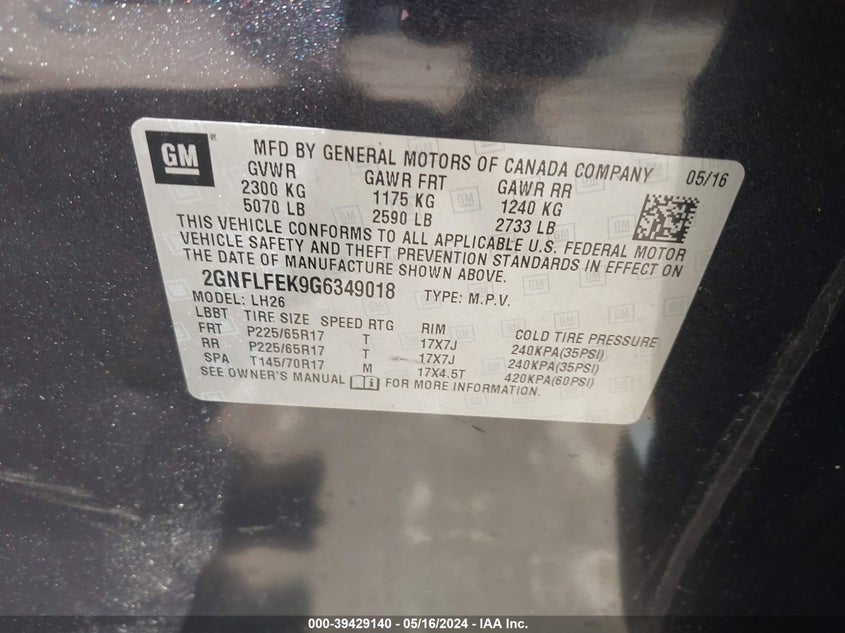 GM
MFD BY GENERAL MOTORS OF CANADA COMPANY 05/16
GVWR GAWR FRT GAWR RR
2300 KG 1175 KG 1240 KG
5070 LB 2590 LB 2733 LB
THIS VEHICLE CONFORMS TO ALL APPLICABLE U.S. FEDERAL MOTOR
VEHICLE SAFETY AND THEFT PREVENTION STANDARDS IN EFFECT ON
THE DATE OF MANUFACTURE SHOWN ABOVE.
2GNFLFEK9G6349018 TYPE: M.P.V.
MODEL: LH26
LBBT TIRE SIZE SPEED RTG RIM COLD TIRE PRESSURE
FRT P225/65R17 T 17X7J 240KPA(35PSI)
RR P225/65R17 T 17X7J 240KPA(35PSI)
SPA T145/70R17 M 17X4.5T 420KPA(60PSI)
SEE OWNER'S MANUAL FOR MORE INFORMATION.
000-39429140 - 05/16/2024 - IAA Inc.